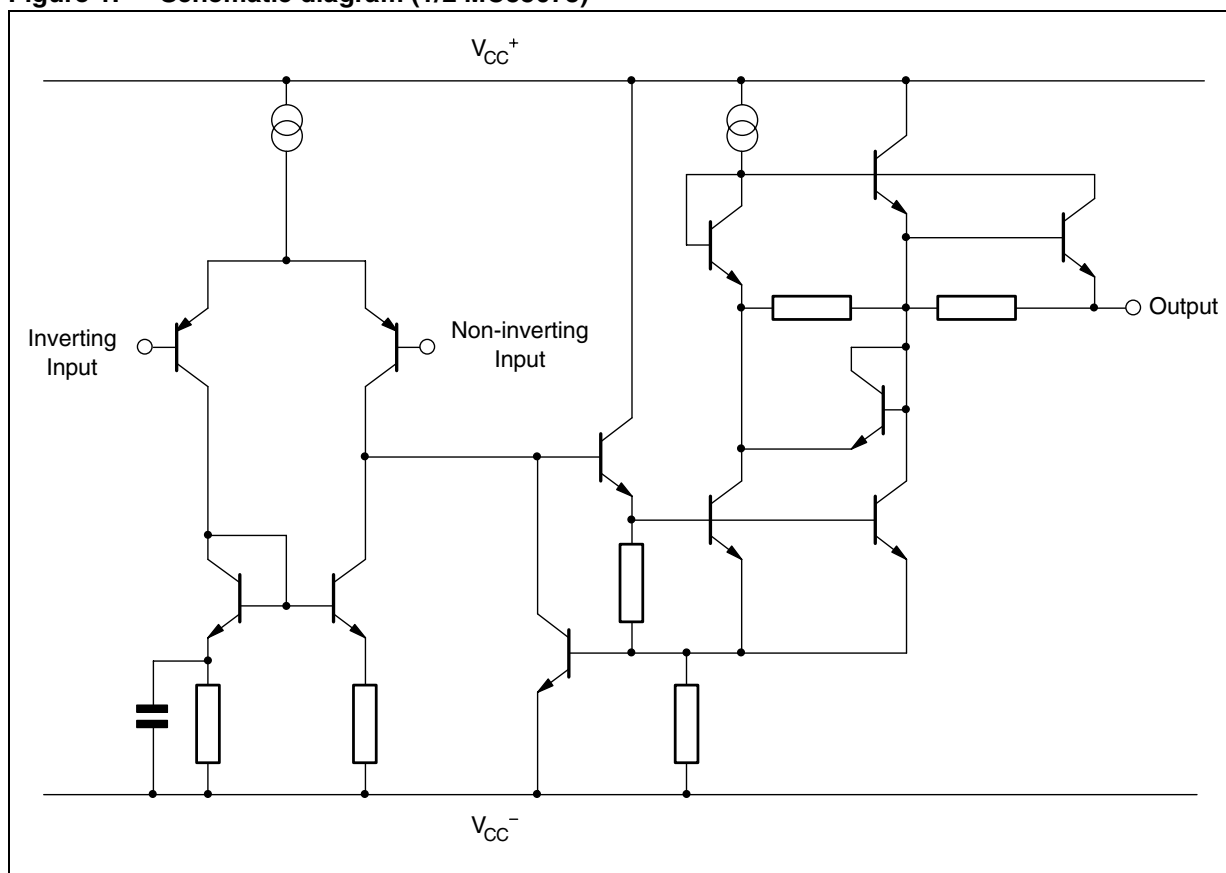 Figure 1. Schematic diagram (1/2 MC33078)
VCC+
Inverting
Input
Non-inverting
Input
Output
VCC−